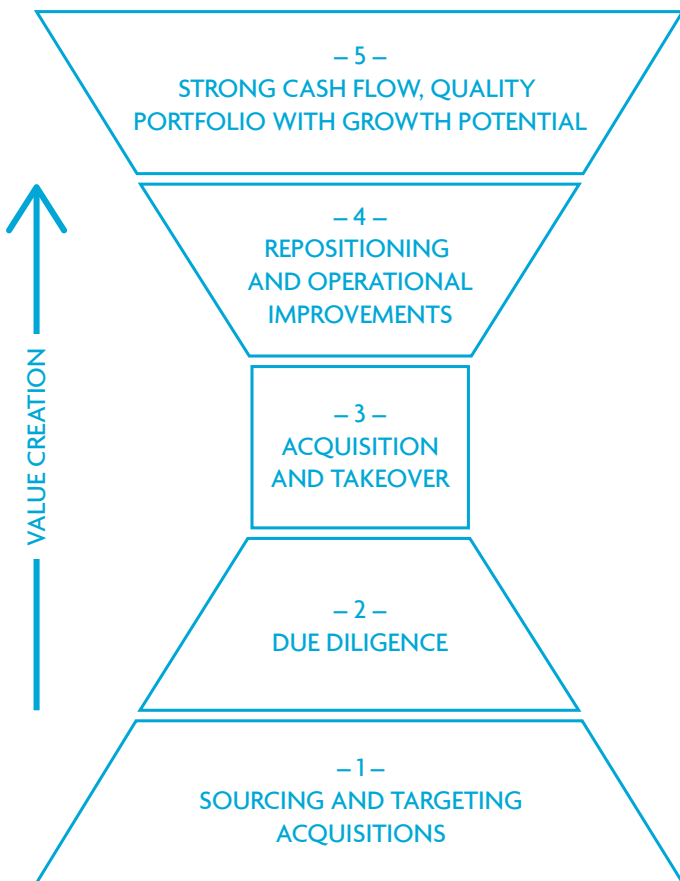 – 5 –
STRONG CASH FLOW, QUALITY
PORTFOLIO WITH GROWTH POTENTIAL
– 4 –
REPOSITIONING
AND OPERATIONAL
IMPROVEMENTS
VALUE CREATION
– 3 –
ACQUISITION
AND TAKEOVER
– 2 –
DUE DILIGENCE
– 1 –
SOURCING AND TARGETING
ACQUISITIONS